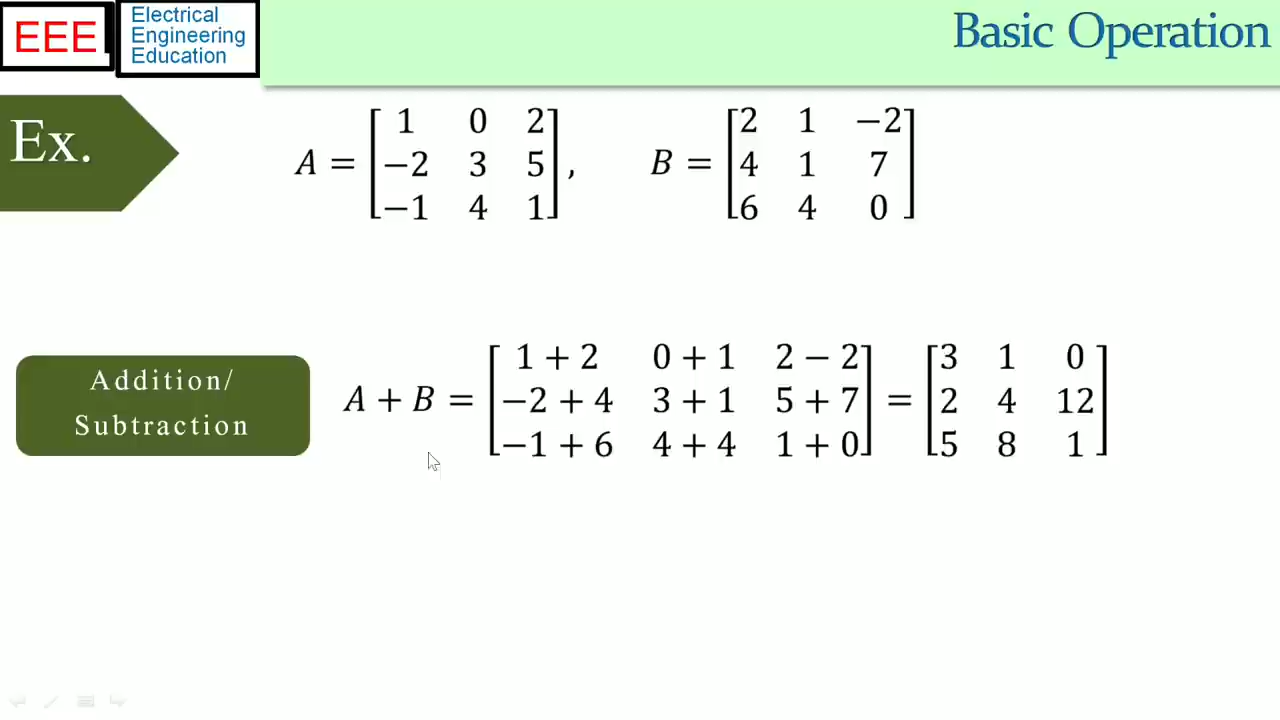 EEE
Electrical
Engineering
Education
Basic Operation
Ex.
A = [1 0 2
−2 3 5
−1 4 1],
B = [2 1 −2
4 1 7
6 4 0]
Addition/
Subtraction
A + B = [1 + 2 0 + 1 2 − 2
−2 + 4 3 + 1 5 + 7
−1 + 6 4 + 4 1 + 0]
= [3 1 0
2 4 12
5 8 1]